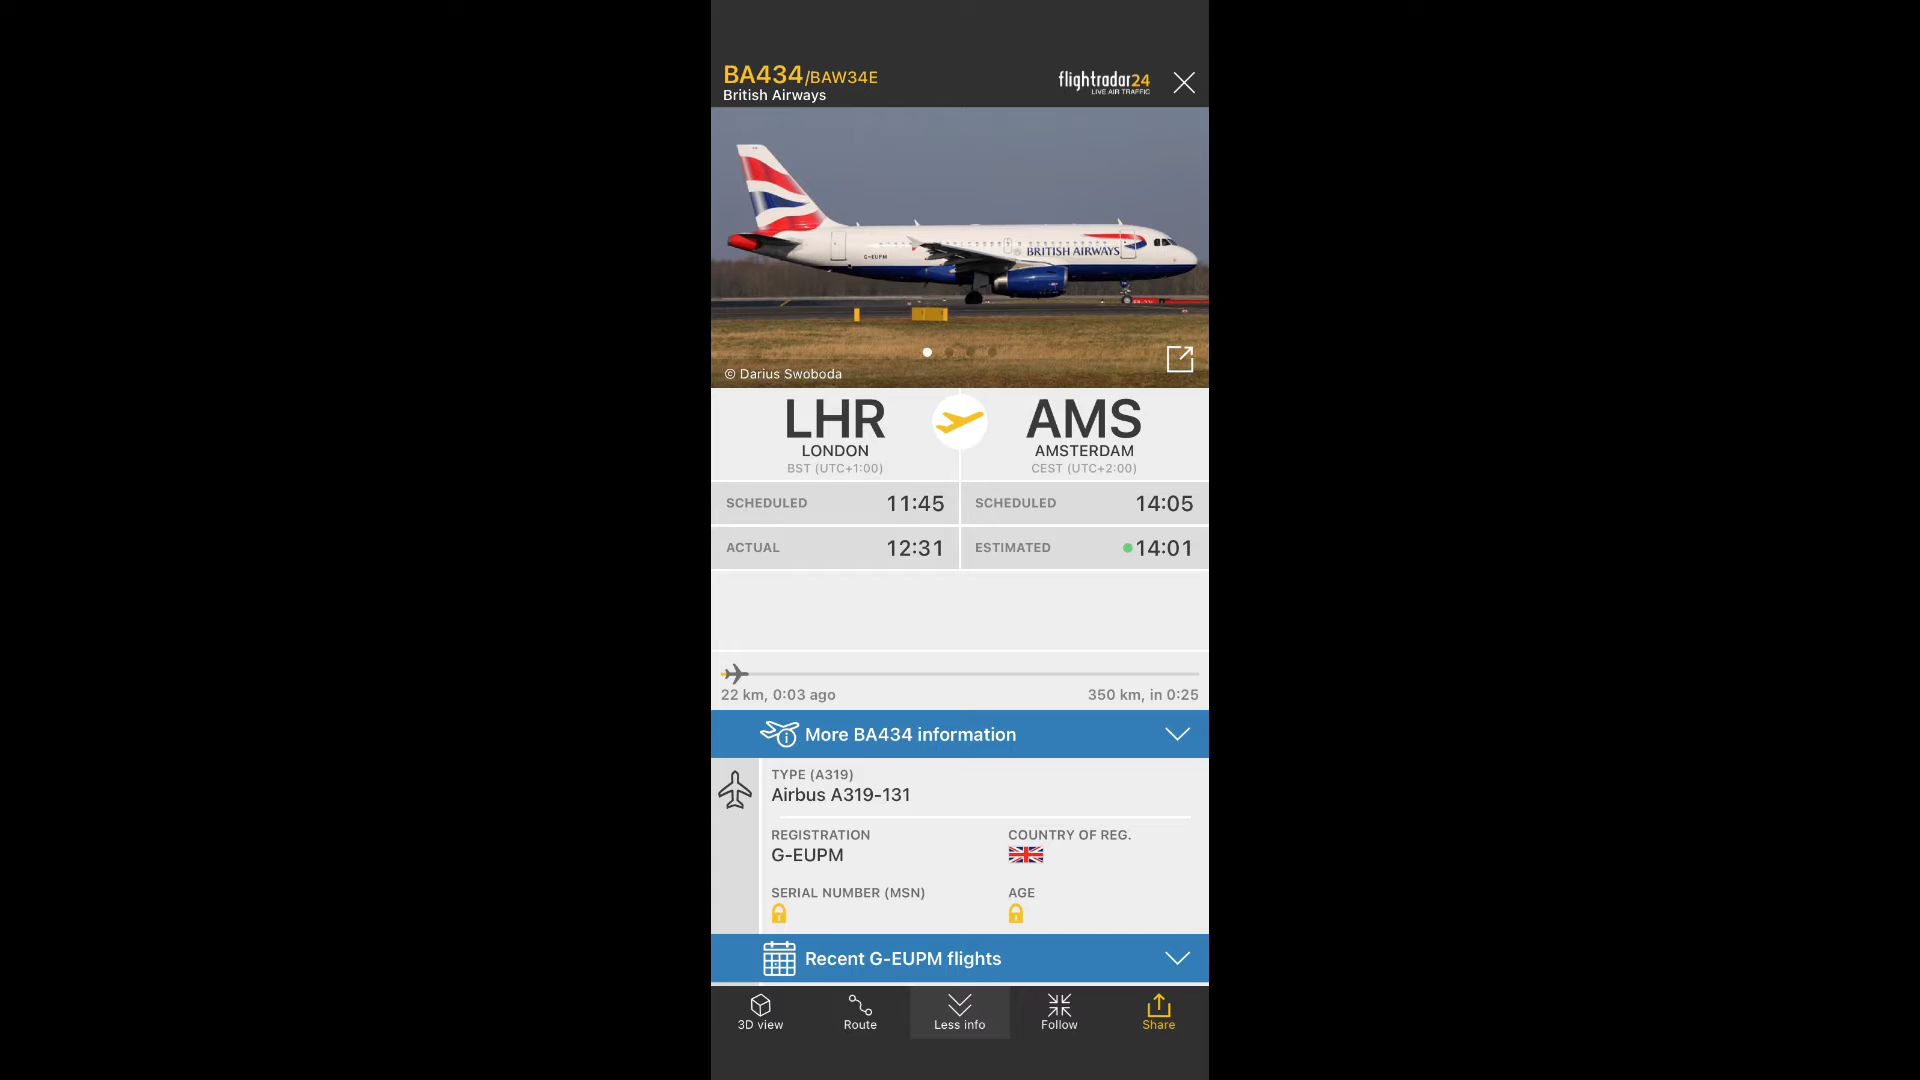 BA434/BAW34E
British Airways
flightradar24
LIVE AIR TRAFFIC
G-EUPM
BRITISH AIRWAYS
© Darius Swoboda
LHR
LONDON
BST (UTC+1:00)
AMS
AMSTERDAM
CEST (UTC+2:00)
SCHEDULED 11:45
SCHEDULED 14:05
ACTUAL 12:31
ESTIMATED 14:01
22 km, 0:03 ago
350 km, in 0:25
More BA434 information
TYPE (A319)
Airbus A319-131
REGISTRATION
G-EUPM
COUNTRY OF REG.
SERIAL NUMBER (MSN)
AGE
Recent G-EUPM flights
3D view
Route
Less info
Follow
Share